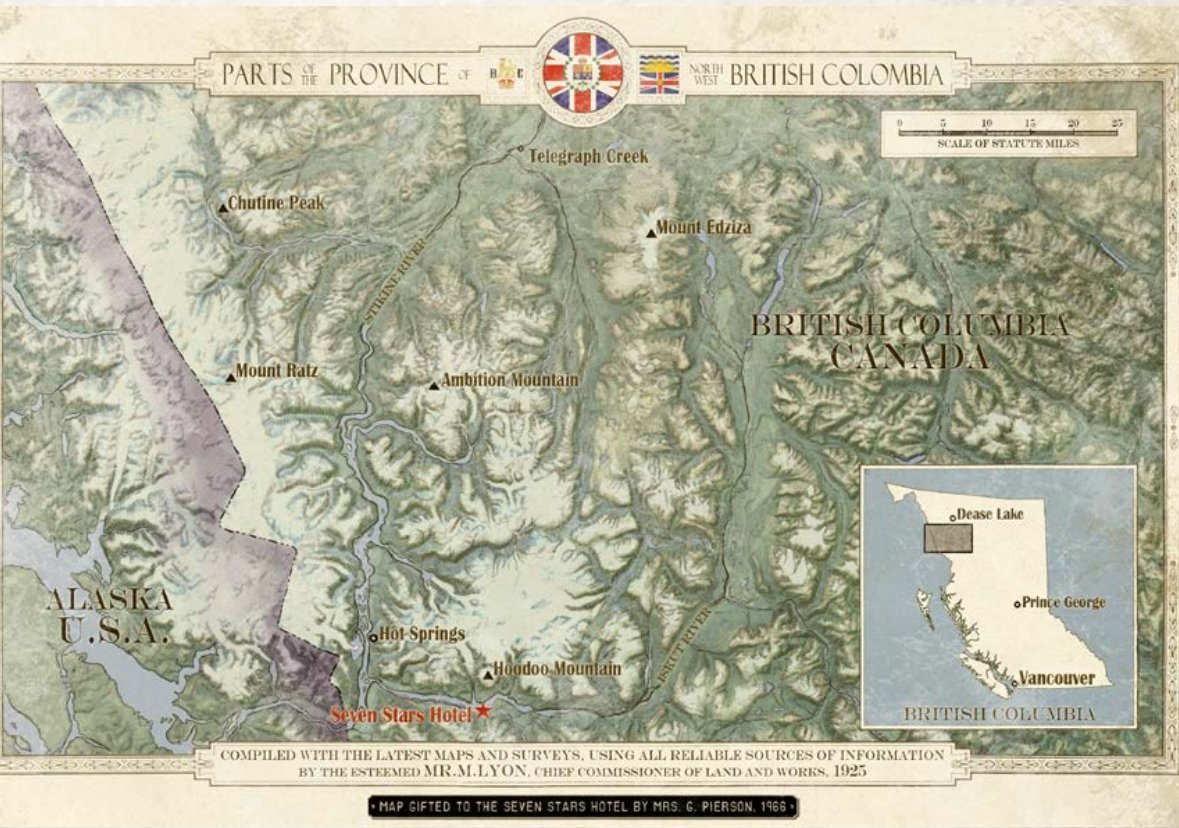 PARTS OF THE PROVINCE OF B C NORTH WEST BRITISH COLOMBIA
0 5 10 15 20 25
SCALE OF STATUTE MILES
Telegraph Creek
Chutine Peak
Mount Edziza
STIKINE RIVER
BRITISH COLUMBIA
CANADA
Mount Ratz
Ambition Mountain
Dease Lake
ALASKA
U.S.A.
Prince George
Hot Springs
ISKUT RIVER
Hoodoo Mountain
Vancouver
Seven Stars Hotel
BRITISH COLUMBIA
COMPILED WITH THE LATEST MAPS AND SURVEYS, USING ALL RELIABLE SOURCES OF INFORMATION
BY THE ESTEEMED MR.M.LYON, CHIEF COMMISSIONER OF LAND AND WORKS, 1925
• MAP GIFTED TO THE SEVEN STARS HOTEL BY MRS. G. PIERSON, 1966 •